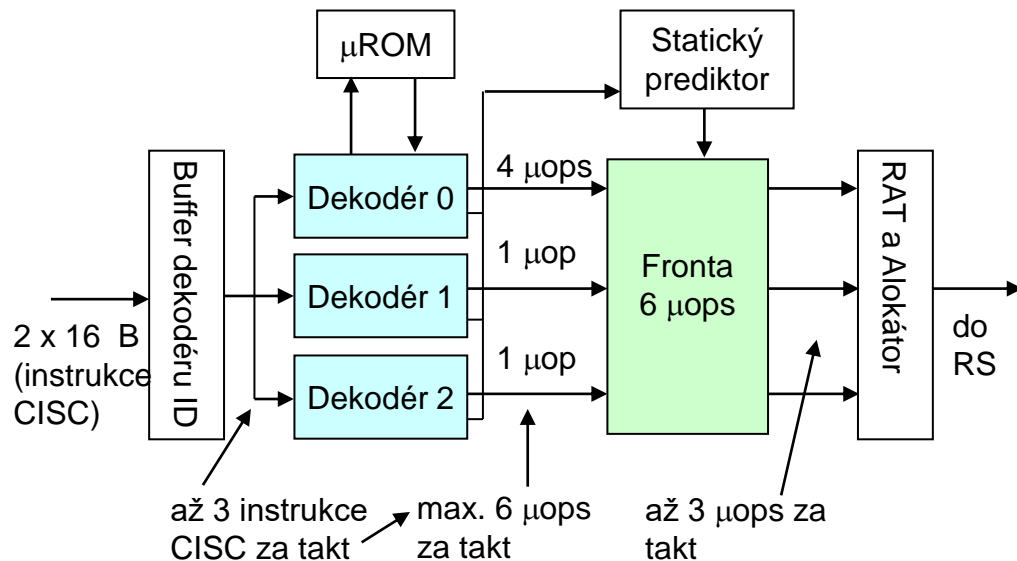 μROM
Statický
prediktor
Buffer dekodéru ID
Dekodér 0
4 μops
Dekodér 1
1 μop
Dekodér 2
1 μop
Fronta
6 μops
RAT a Alokátor
2 x 16 B
(instrukce
CISC)
do
RS
až 3 instrukce
CISC za takt
max. 6 μops
za takt
až 3 μops za
takt